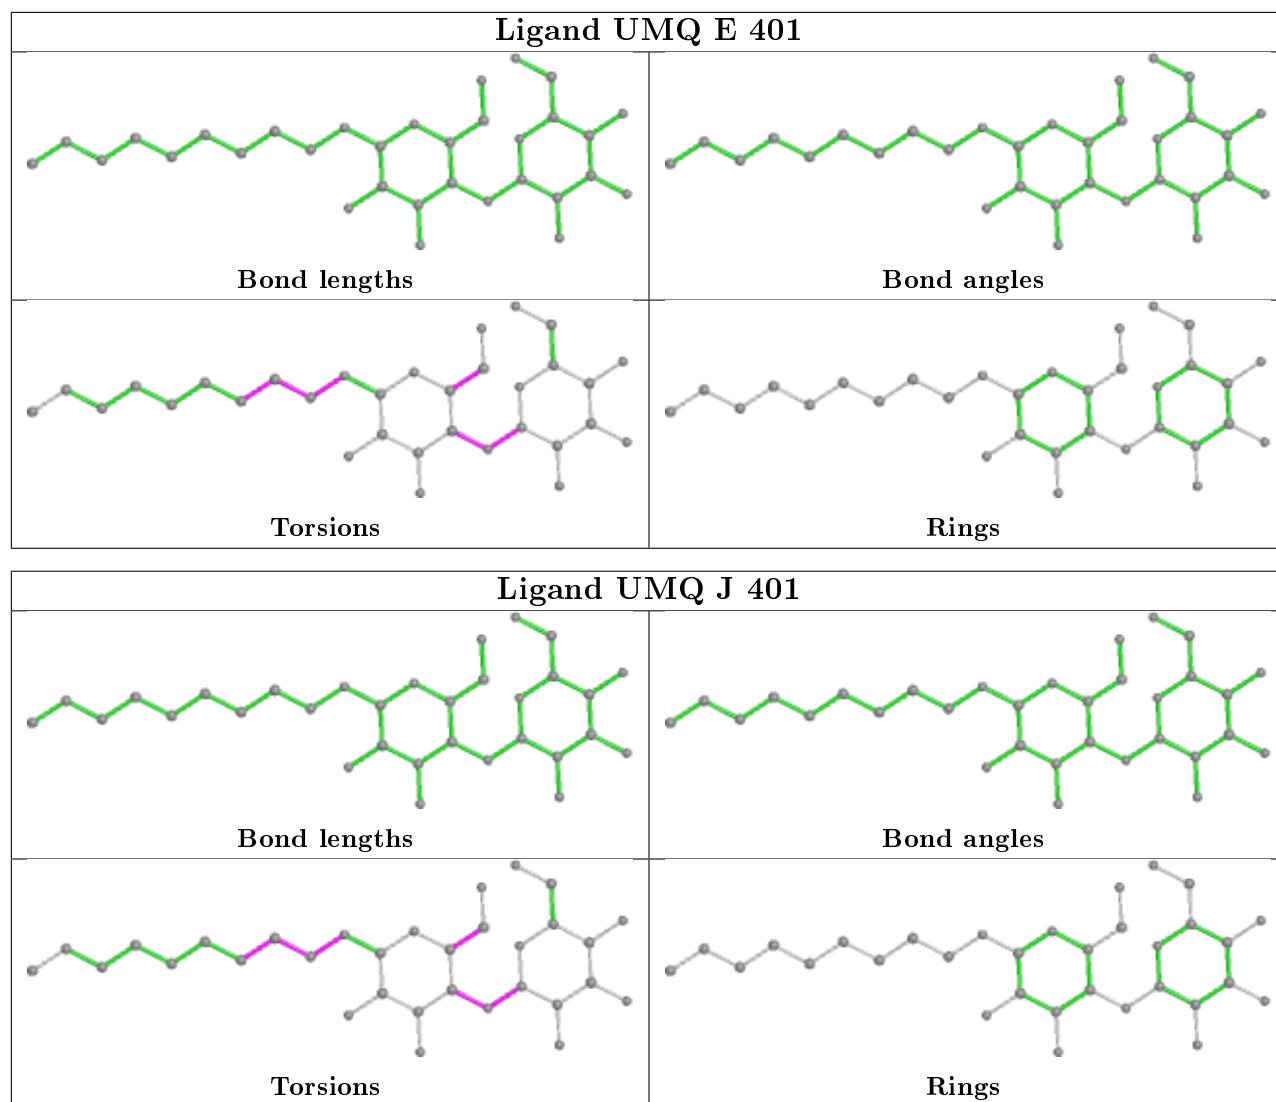 Ligand UMQ E 401
Bond lengths
Bond angles
Torsions
Rings
Ligand UMQ J 401
Bond lengths
Bond angles
Torsions
Rings